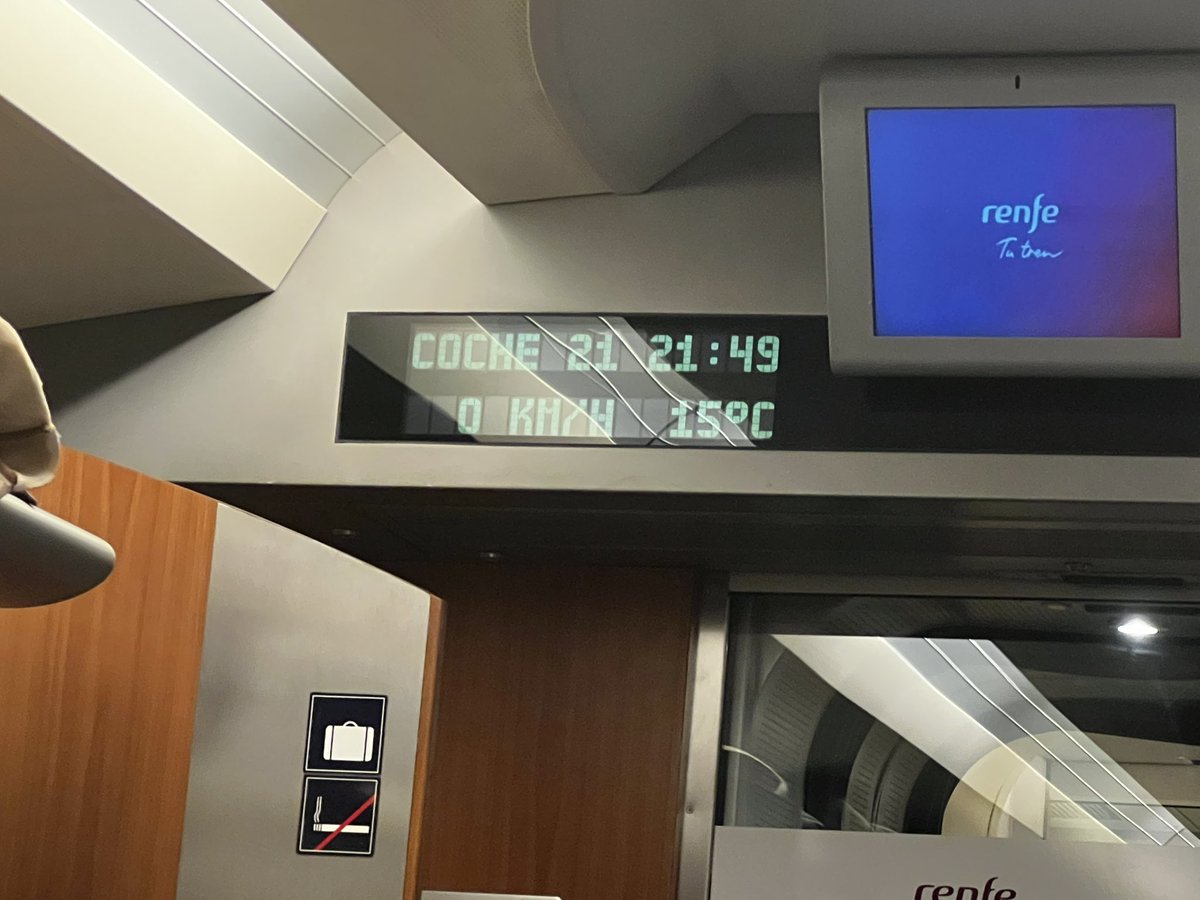 renfe
Tu tren
COCHE 21 21:49
0 KM/H 15ºC
renfe